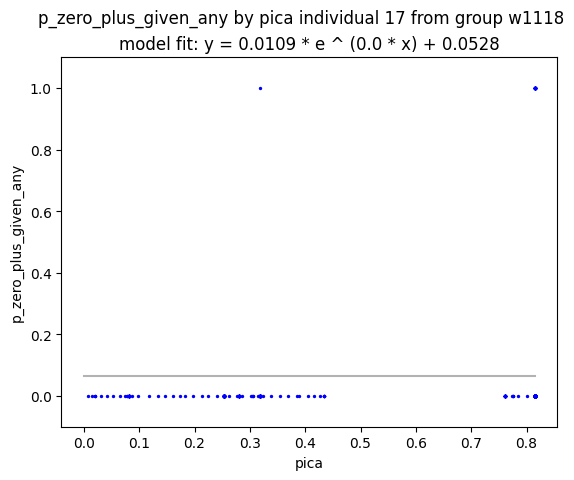 p_zero_plus_given_any by pica individual 17 from group w1118
model fit: y = 0.0109 * e ^ (0.0 * x) + 0.0528
1.0
0.8
0.6
0.4
0.2
0.0
p_zero_plus_given_any
0.0 0.1 0.2 0.3 0.4 0.5 0.6 0.7 0.8
pica